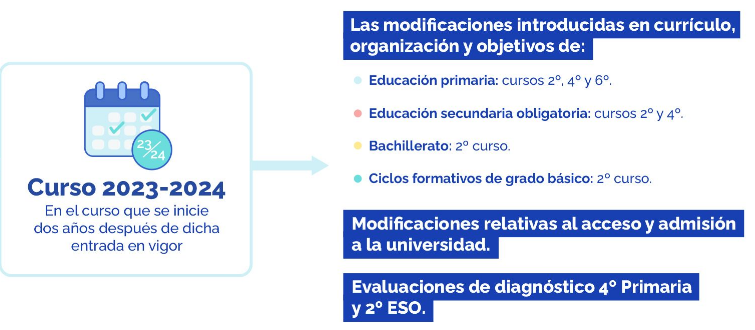 23/24
Curso 2023-2024
En el curso que se inicie
dos años después de dicha
entrada en vigor
Las modificaciones introducidas en currículo,
organización y objetivos de:
Educación primaria: cursos 2º, 4º y 6º.
Educación secundaria obligatoria: cursos 2º y 4º.
Bachillerato: 2º curso.
Ciclos formativos de grado básico: 2º curso.
Modificaciones relativas al acceso y admisión
a la universidad.
Evaluaciones de diagnóstico 4º Primaria
y 2º ESO.